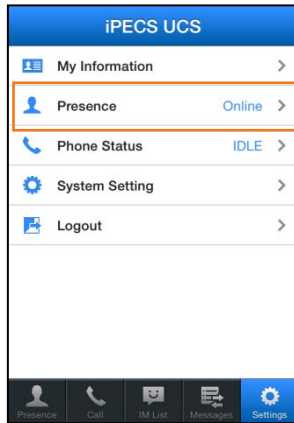 iPECS UCS
My Information
Presence Online
Phone Status IDLE
System Setting
Logout
Presence Call IM List Messages Settings